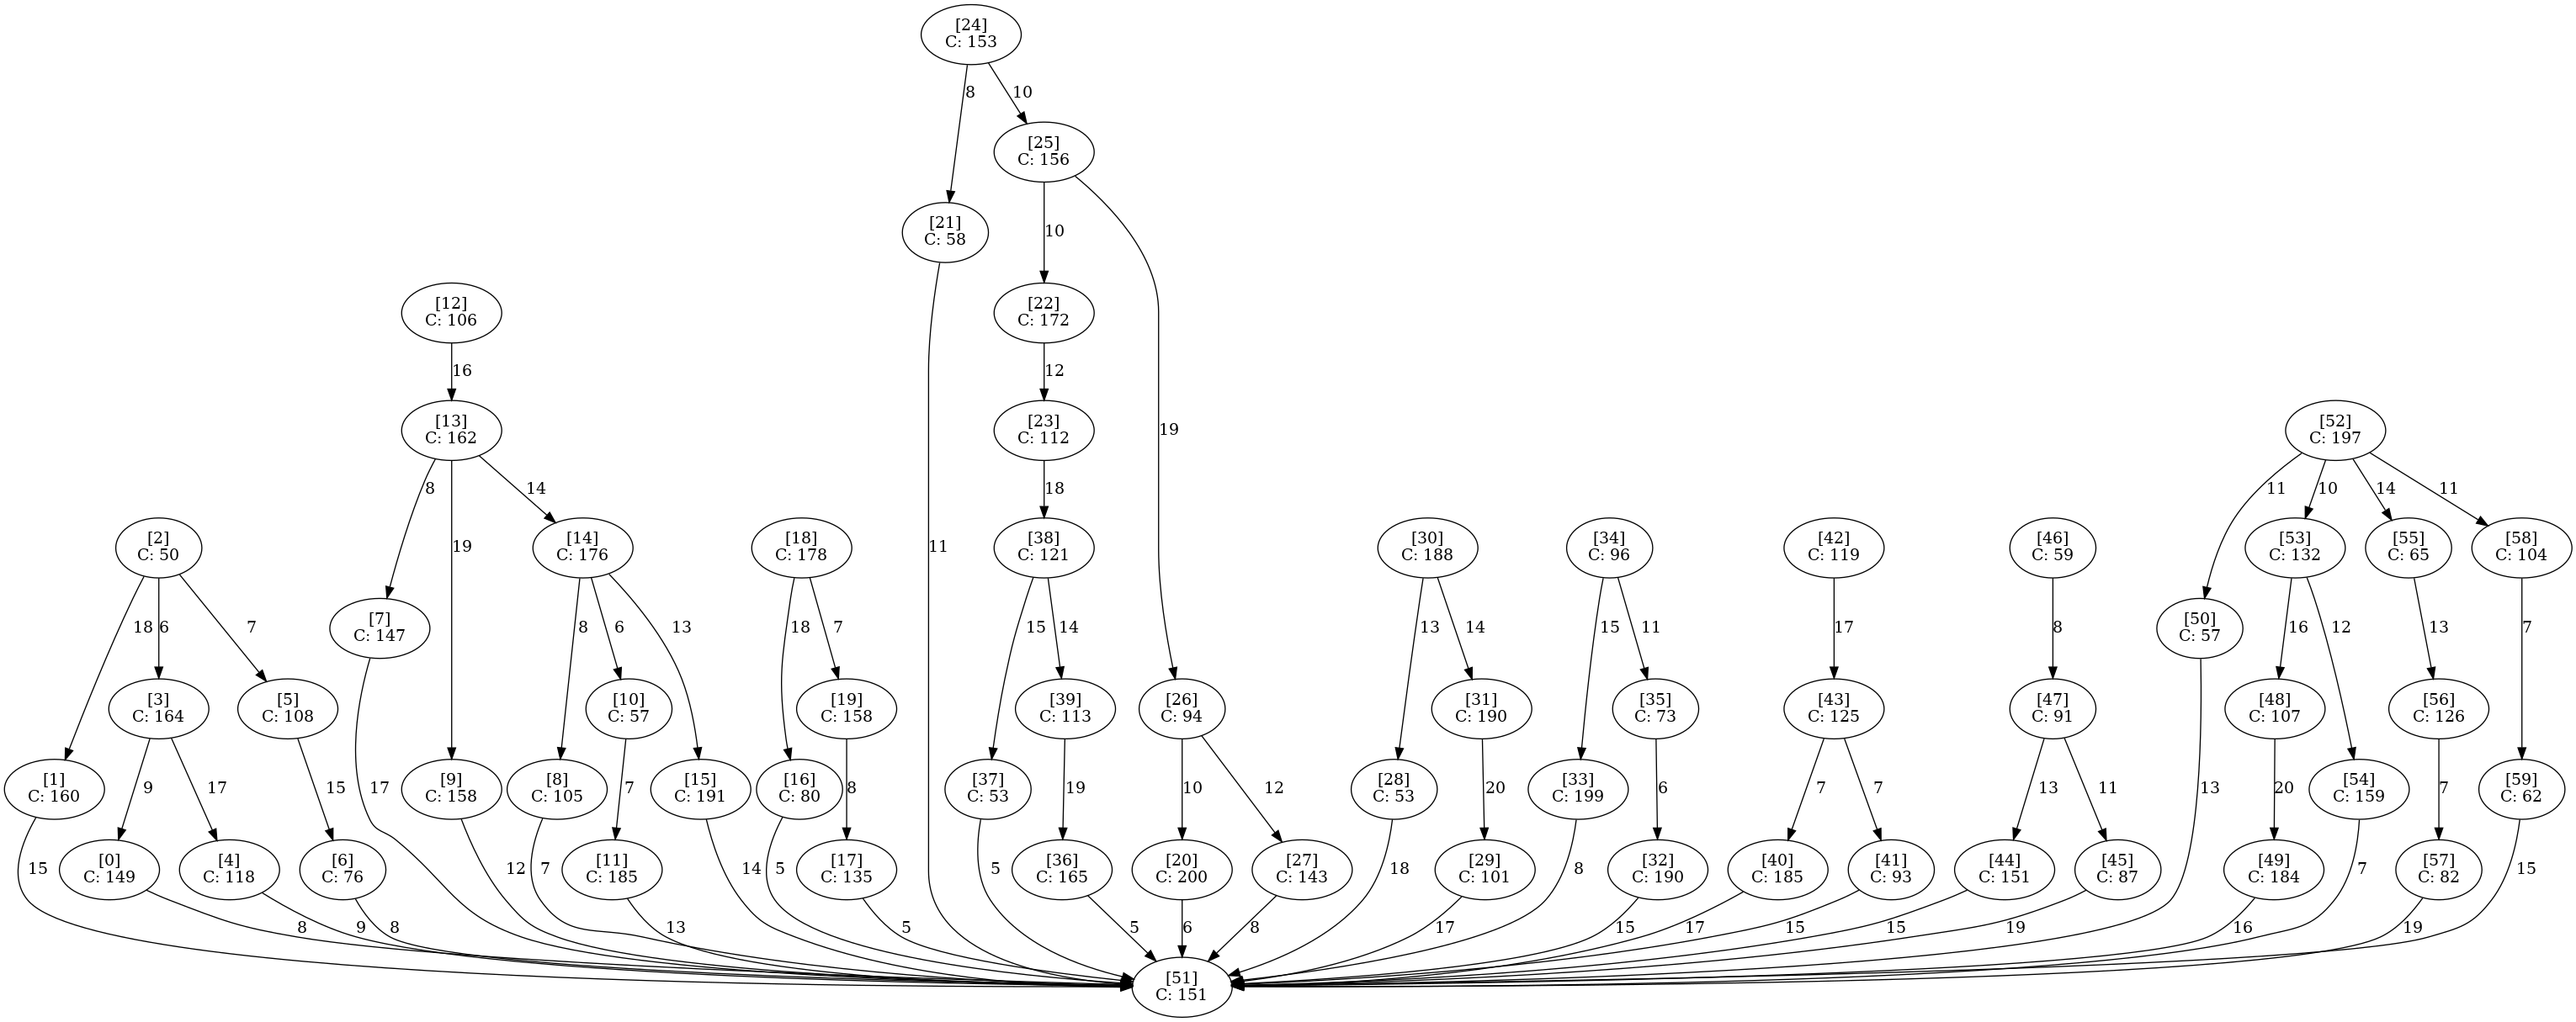 [24]
C: 153
8
10
[25]
C: 156
[21]
C: 58
10
[12]
C: 106
[22]
C: 172
16
12
[13]
C: 162
[23]
C: 112
19
[52]
C: 197
8
14
18
11
10
14
11
[2]
C: 50
19
[14]
C: 176
[18]
C: 178
11
[38]
C: 121
[30]
C: 188
[34]
C: 96
[42]
C: 119
[46]
C: 59
[53]
C: 132
[55]
C: 65
[58]
C: 104
18
6
7
[7]
C: 147
8
6
13
18
7
15
14
13
14
15
11
17
8
[50]
C: 57
16
12
13
7
[3]
C: 164
[5]
C: 108
[10]
C: 57
[19]
C: 158
[39]
C: 113
[26]
C: 94
[31]
C: 190
[35]
C: 73
[43]
C: 125
[47]
C: 91
[48]
C: 107
[56]
C: 126
[1]
C: 160
9
17
15
17
[9]
C: 158
[8]
C: 105
7
[15]
C: 191
[16]
C: 80
8
[37]
C: 53
19
10
12
[28]
C: 53
20
[33]
C: 199
6
7
7
13
11
13
20
[54]
C: 159
7
[59]
C: 62
15
[0]
C: 149
[4]
C: 118
[6]
C: 76
12
7
[11]
C: 185
14
5
[17]
C: 135
5
[36]
C: 165
[20]
C: 200
[27]
C: 143
18
[29]
C: 101
8
[32]
C: 190
[40]
C: 185
[41]
C: 93
[44]
C: 151
[45]
C: 87
[49]
C: 184
7
[57]
C: 82
15
8
9
8
13
5
5
6
8
17
15
17
15
15
19
16
19
[51]
C: 151